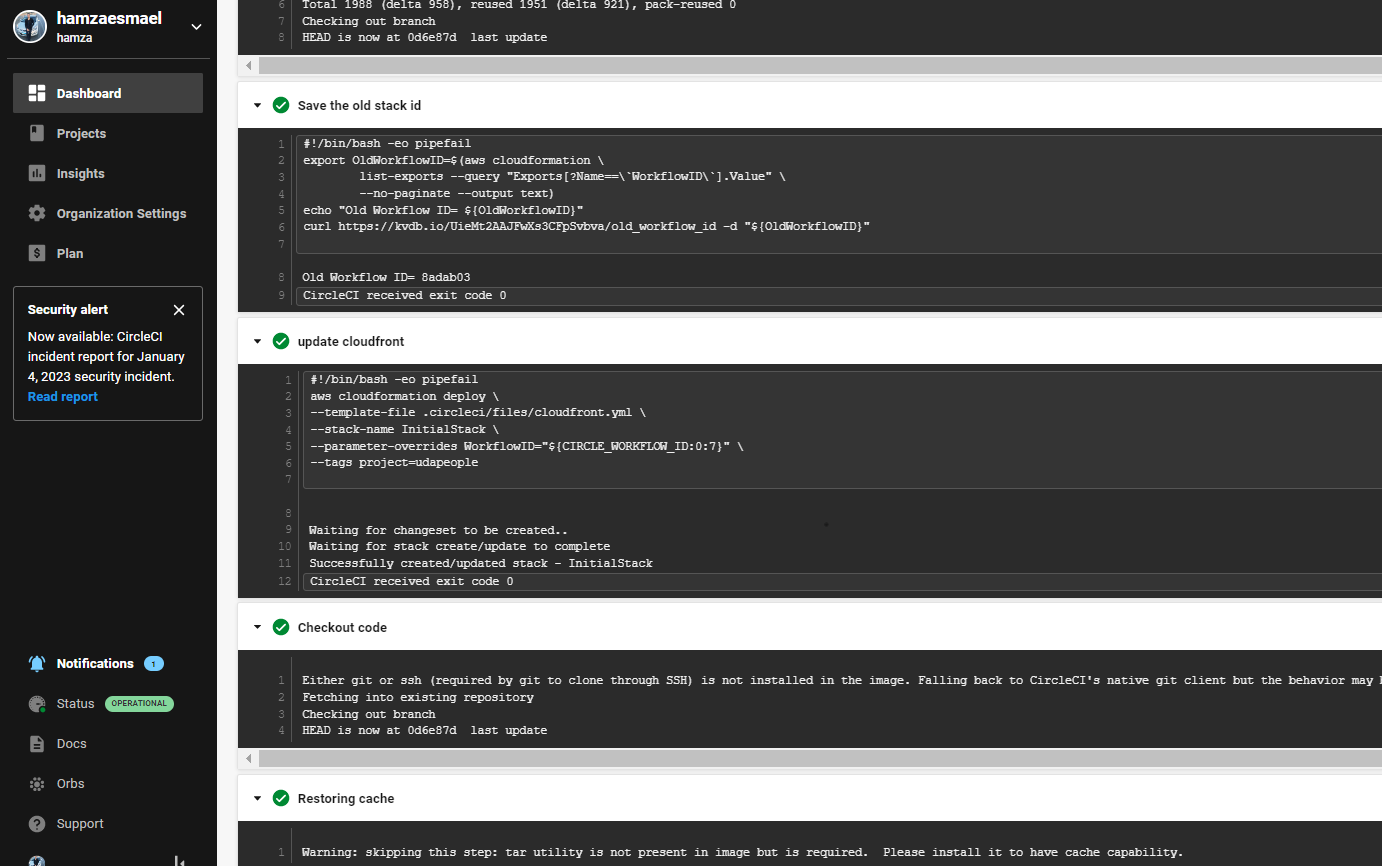 hamzaesmael
hamza
Dashboard
Projects
Insights
Organization Settings
$ Plan
Security alert
Now available: CircleCI
incident report for January
4, 2023 security incident.
Read report
Notifications 1
Status OPERATIONAL
Docs
Orbs
? Support
6 Total 1988 (delta 958), reused 1951 (delta 921), pack-reused 0
7 Checking out branch
8 HEAD is now at 0d6e87d last update
Save the old stack id
1 #!/bin/bash -eo pipefail
2 export OldWorkflowID=$(aws cloudformation \
3 list-exports --query "Exports[?Name==\`WorkflowID\`].Value" \
4 --no-paginate --output text)
5 echo "Old Workflow ID= ${OldWorkflowID}"
6 curl https://kvdb.io/UieMt2AAJFwXs3CFpSvbva/old_workflow_id -d "${OldWorkflowID}"
7
8 Old Workflow ID= 8adab03
9 CircleCI received exit code 0
update cloudfront
1 #!/bin/bash -eo pipefail
2 aws cloudformation deploy \
3 --template-file .circleci/files/cloudfront.yml \
4 --stack-name InitialStack \
5 --parameter-overrides WorkflowID="${CIRCLE_WORKFLOW_ID:0:7}" \
6 --tags project=udapeople
7
8
9 Waiting for changeset to be created..
10 Waiting for stack create/update to complete
11 Successfully created/updated stack - InitialStack
12 CircleCI received exit code 0
Checkout code
1 Either git or ssh (required by git to clone through SSH) is not installed in the image. Falling back to CircleCI's native git client but the behavior may
2 Fetching into existing repository
3 Checking out branch
4 HEAD is now at 0d6e87d last update
Restoring cache
1 Warning: skipping this step: tar utility is not present in image but is required. Please install it to have cache capability.